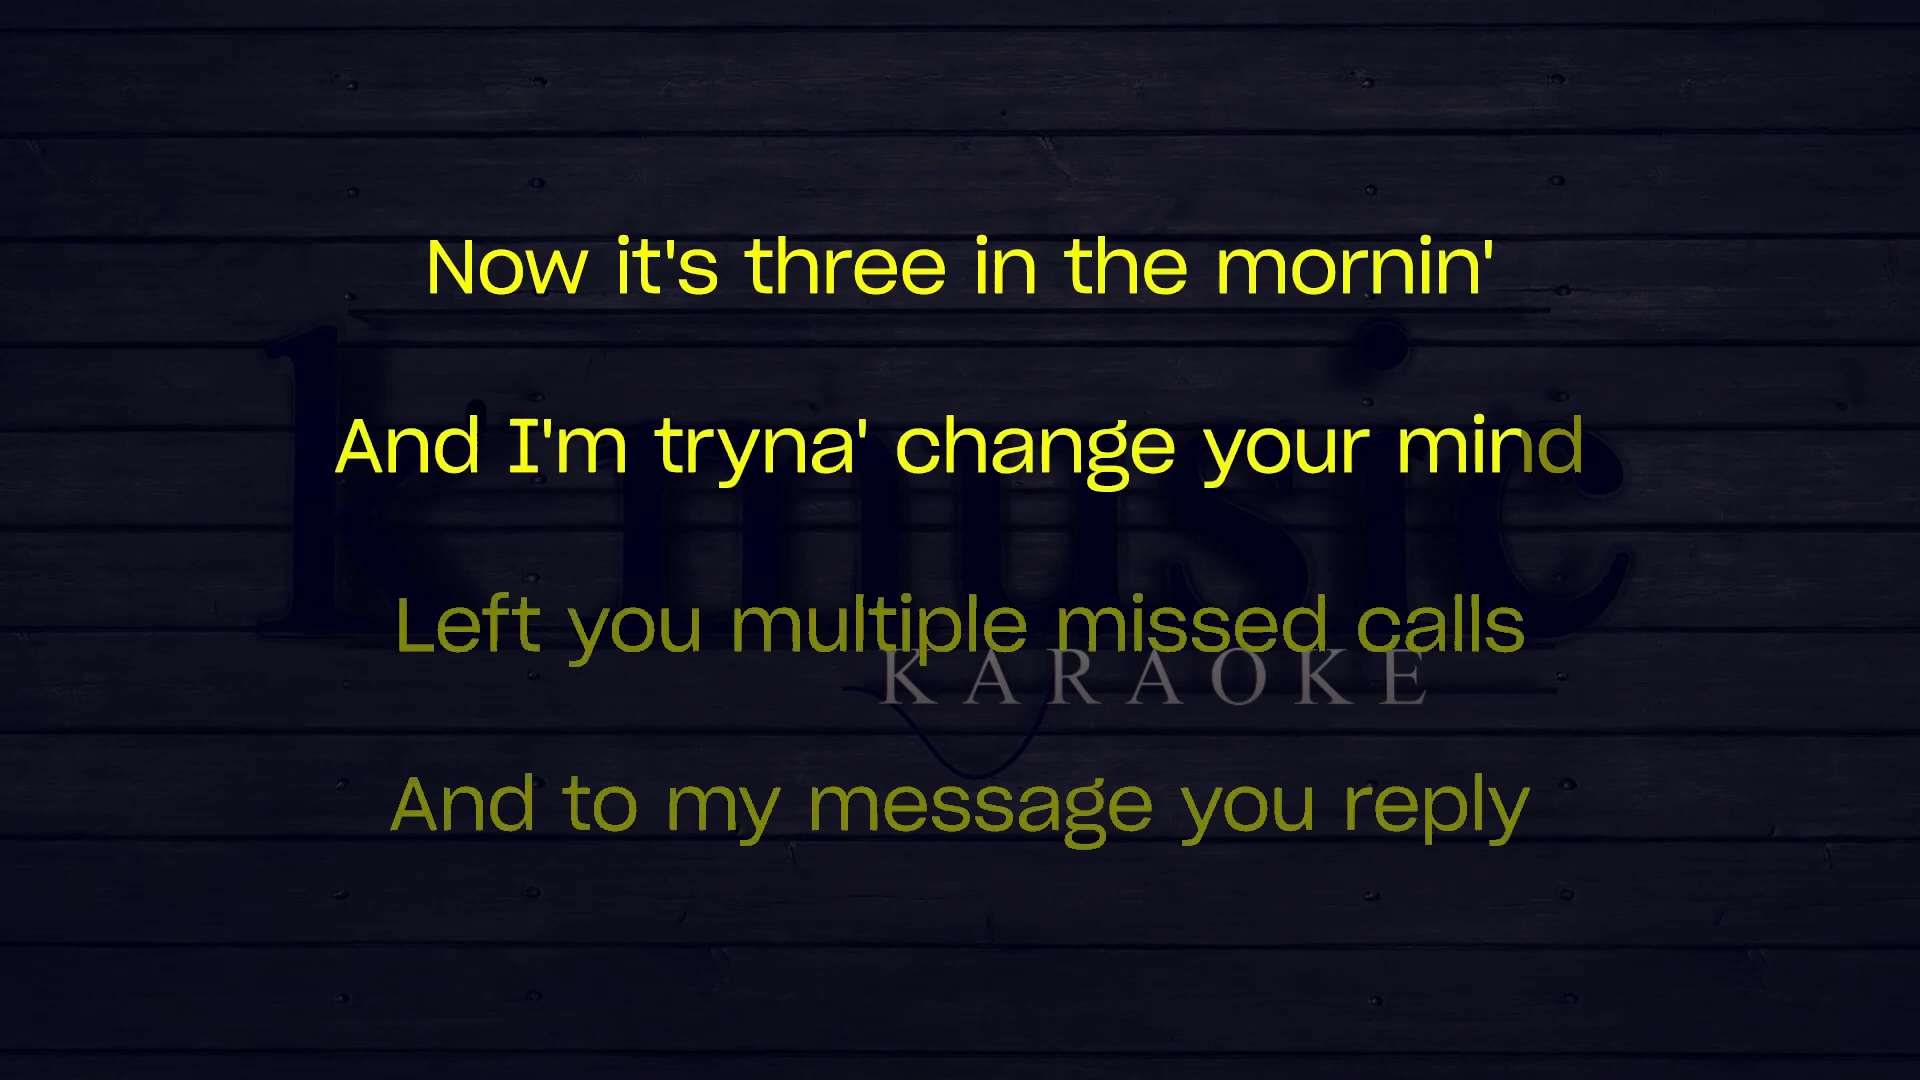 Now it's three in the mornin'
And I'm tryna' change your mind
Left you multiple missed calls
And to my message you reply
k'music
KARAOKE